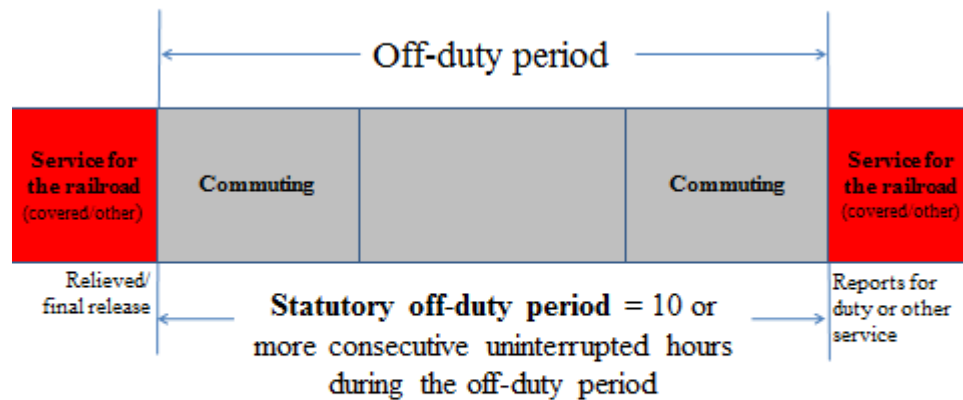 Off-duty period
Service for
the railroad
(covered/other)
Commuting
Commuting
Service for
the railroad
(covered/other)
Relieved/
final release
Statutory off-duty period = 10 or
more consecutive uninterrupted hours
during the off-duty period
Reports for
duty or other
service